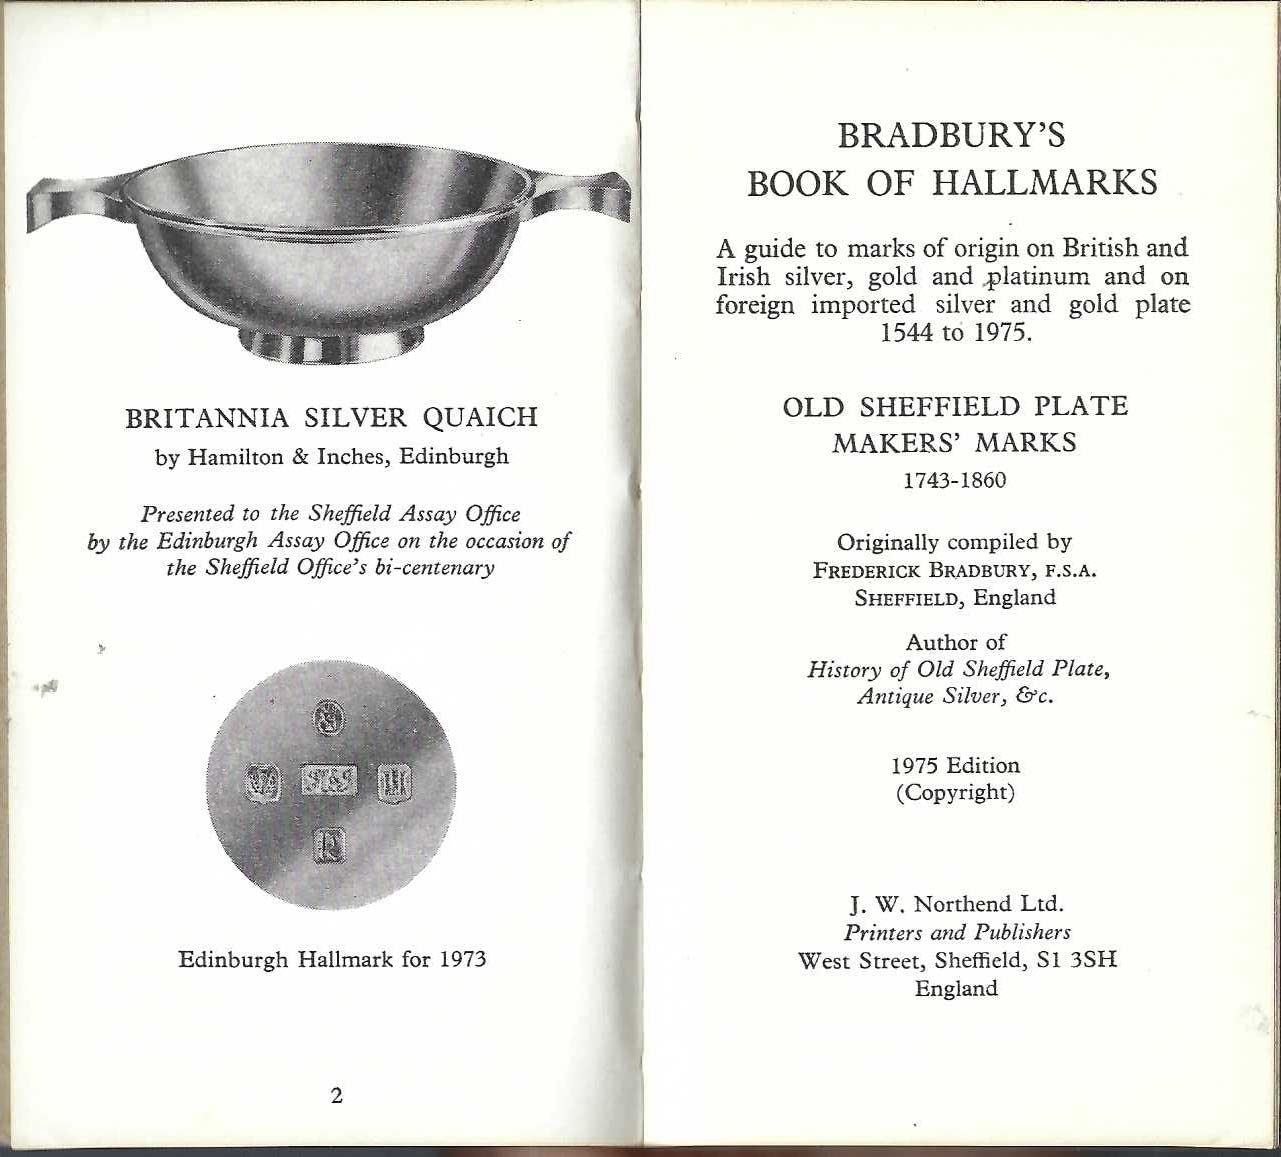 BRITANNIA SILVER QUAICH
by Hamilton & Inches, Edinburgh
Presented to the Sheffield Assay Office
by the Edinburgh Assay Office on the occasion of
the Sheffield Office's bi-centenary
Edinburgh Hallmark for 1973
2
BRADBURY'S
BOOK OF HALLMARKS
A guide to marks of origin on British and
Irish silver, gold and platinum and on
foreign imported silver and gold plate
1544 to 1975.
OLD SHEFFIELD PLATE
MAKERS' MARKS
1743-1860
Originally compiled by
FREDERICK BRADBURY, F.S.A.
SHEFFIELD, England
Author of
History of Old Sheffield Plate,
Antique Silver, &c.
1975 Edition
(Copyright)
J. W. Northend Ltd.
Printers and Publishers
West Street, Sheffield, S1 3SH
England